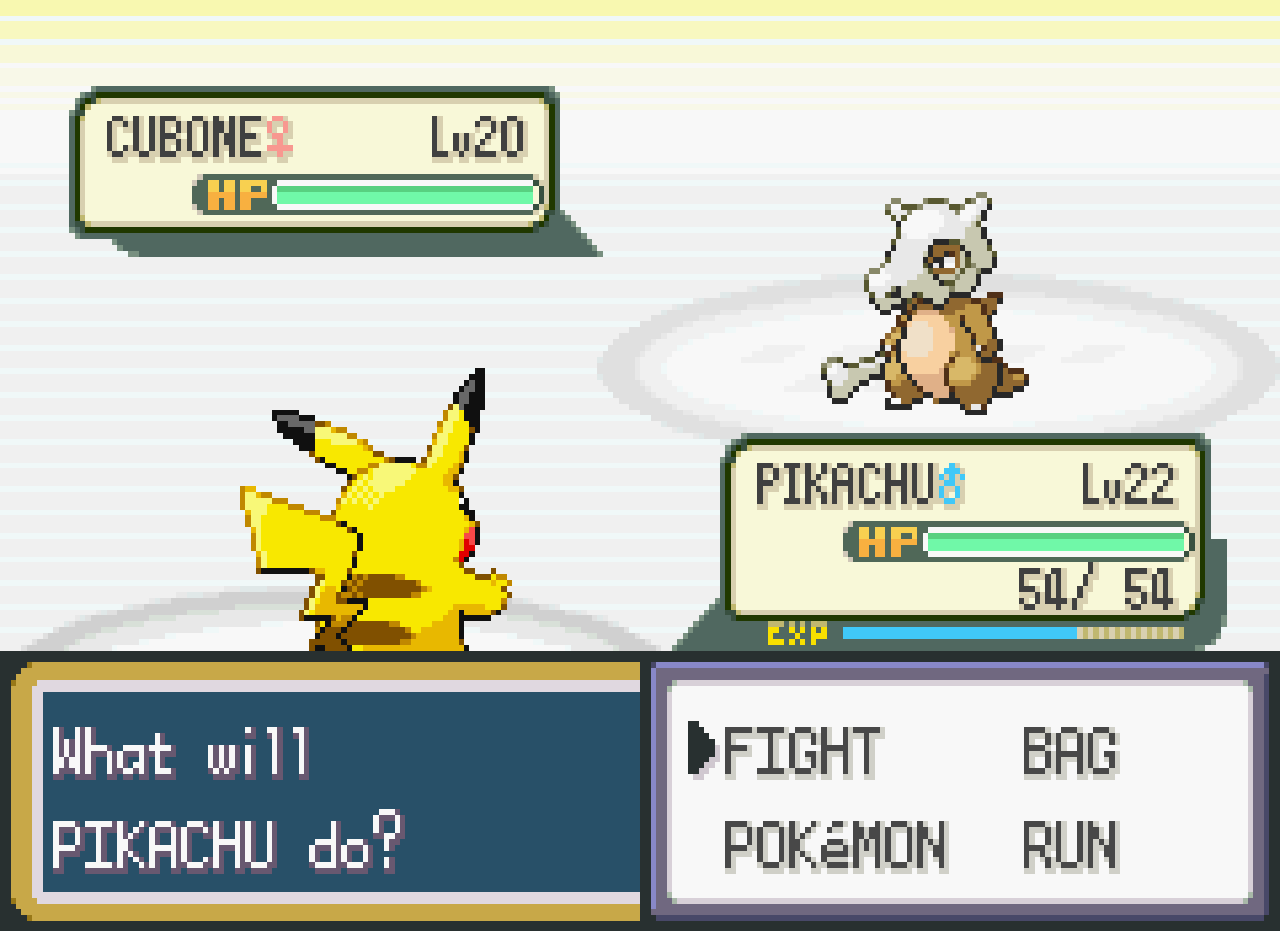 CUBONE♀ Lv20
HP
PIKACHU♂ Lv22
HP
54/ 54
EXP
What will
PIKACHU do?
FIGHT BAG
POKéMON RUN